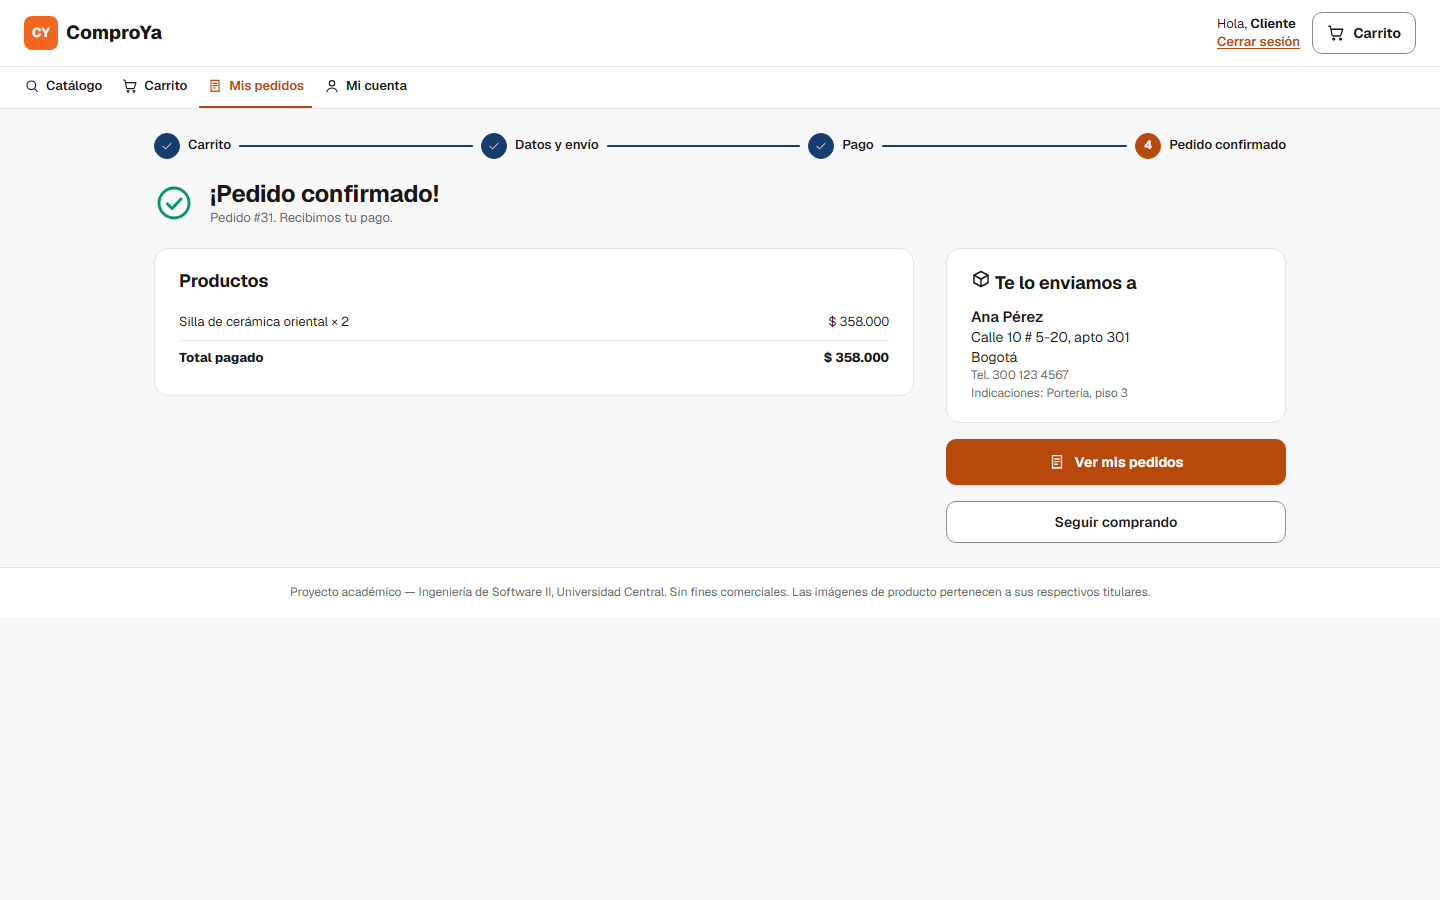 CY ComproYa
Hola, Cliente
Cerrar sesión
Carrito
Catálogo
Carrito
Mis pedidos
Mi cuenta
Carrito
Datos y envío
Pago
4 Pedido confirmado
¡Pedido confirmado!
Pedido #31. Recibimos tu pago.
Productos
Silla de cerámica oriental × 2 $ 358.000
Total pagado $ 358.000
Te lo enviamos a
Ana Pérez
Calle 10 # 5-20, apto 301
Bogotá
Tel. 300 123 4567
Indicaciones: Portería, piso 3
Ver mis pedidos
Seguir comprando
Proyecto académico — Ingeniería de Software II, Universidad Central. Sin fines comerciales. Las imágenes de producto pertenecen a sus respectivos titulares.